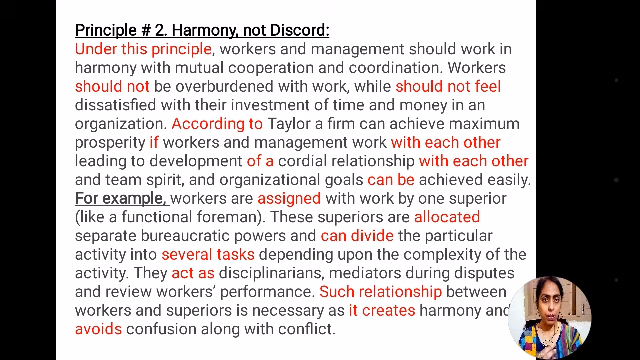 Principle # 2. Harmony, not Discord:
Under this principle, workers and management should work in
harmony with mutual cooperation and coordination. Workers
should not be overburdened with work, while should not feel
dissatisfied with their investment of time and money in an
organization. According to Taylor a firm can achieve maximum
prosperity if workers and management work with each other
leading to development of a cordial relationship with each other
and team spirit, and organizational goals can be achieved easily.
For example, workers are assigned with work by one superior
(like a functional foreman). These superiors are allocated
separate bureaucratic powers and can divide the particular
activity into several tasks depending upon the complexity of the
activity. They act as disciplinarians, mediators during disputes
and review workers' performance. Such relationship between
workers and superiors is necessary as it creates harmony and
avoids confusion along with conflict.